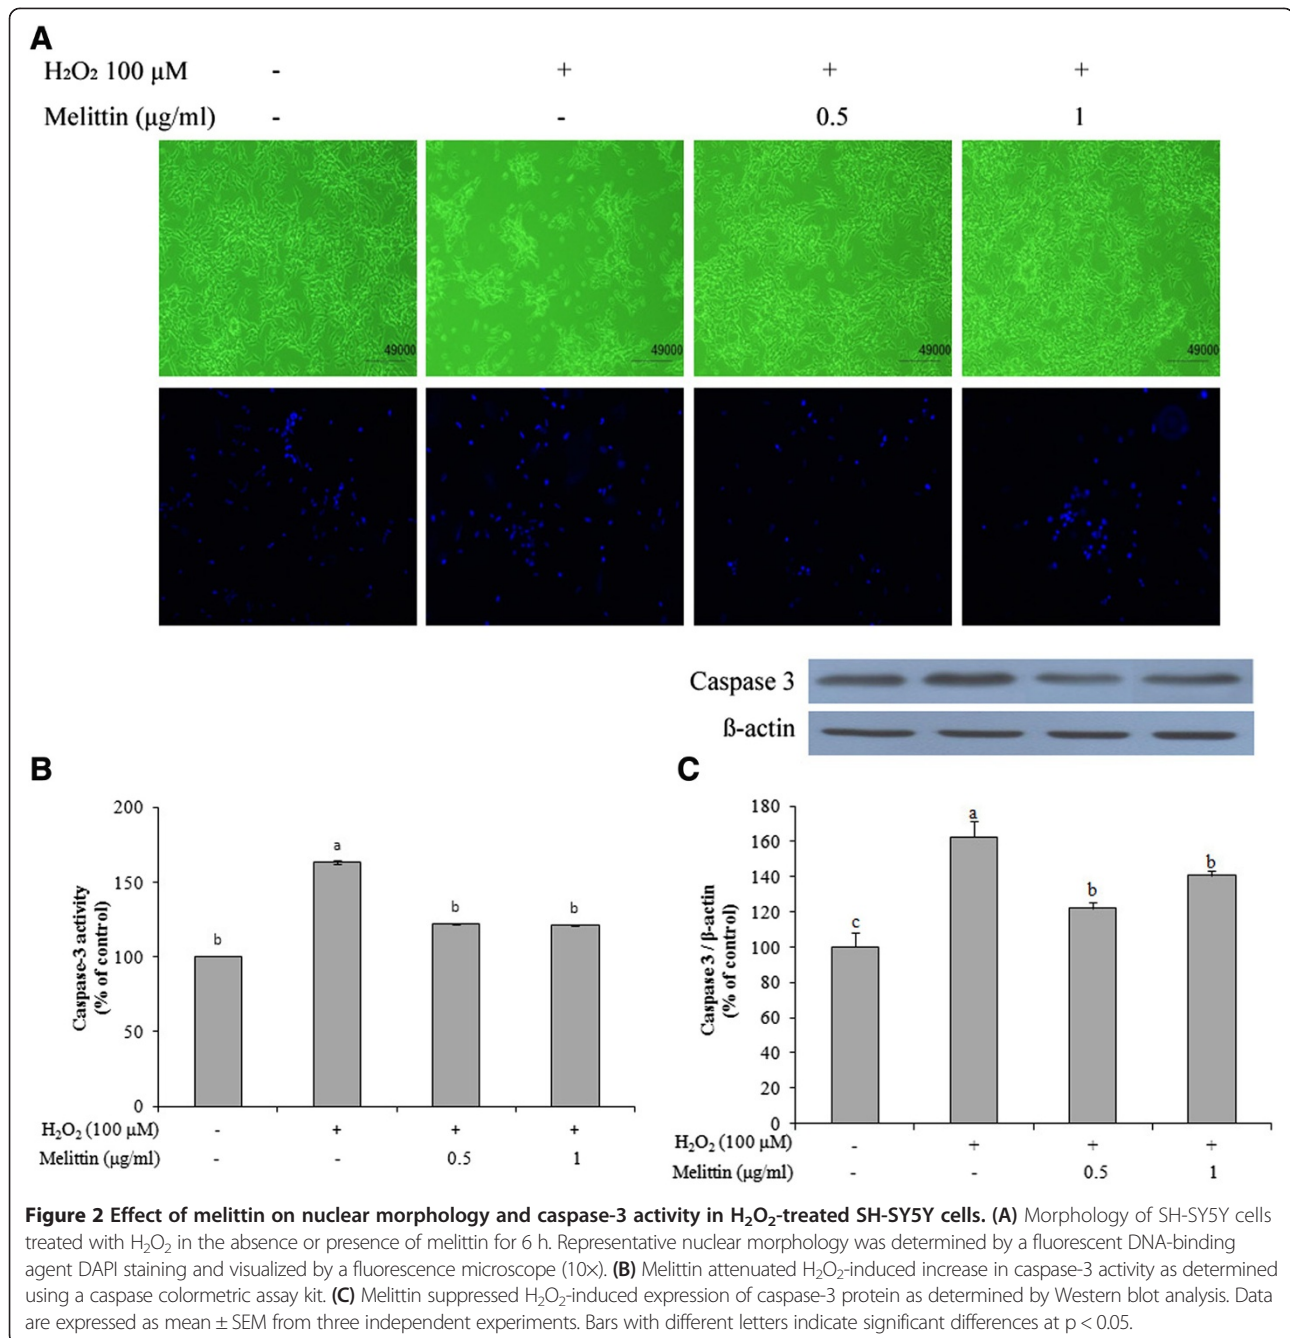 A
H₂O₂ 100 µM - + + +
Melittin (µg/ml) - - 0.5 1
49000 49000 49000 49000
Caspase 3
ß-actin
B
200
150
100
50
0
Caspase-3 activity
(% of control)
b a b b
H₂O₂ (100 µM) - + + +
Melittin (µg/ml) - - 0.5 1
C
180
160
140
120
100
80
60
40
20
0
Caspase 3 / β-actin
(% of control)
c a b b
H₂O₂ (100 µM) - + + +
Melittin (µg/ml) - - 0.5 1
Figure 2 Effect of melittin on nuclear morphology and caspase-3 activity in H₂O₂-treated SH-SY5Y cells. (A) Morphology of SH-SY5Y cells
treated with H₂O₂ in the absence or presence of melittin for 6 h. Representative nuclear morphology was determined by a fluorescent DNA-binding
agent DAPI staining and visualized by a fluorescence microscope (10×). (B) Melittin attenuated H₂O₂-induced increase in caspase-3 activity as determined
using a caspase colormetric assay kit. (C) Melittin suppressed H₂O₂-induced expression of caspase-3 protein as determined by Western blot analysis. Data
are expressed as mean ± SEM from three independent experiments. Bars with different letters indicate significant differences at p < 0.05.